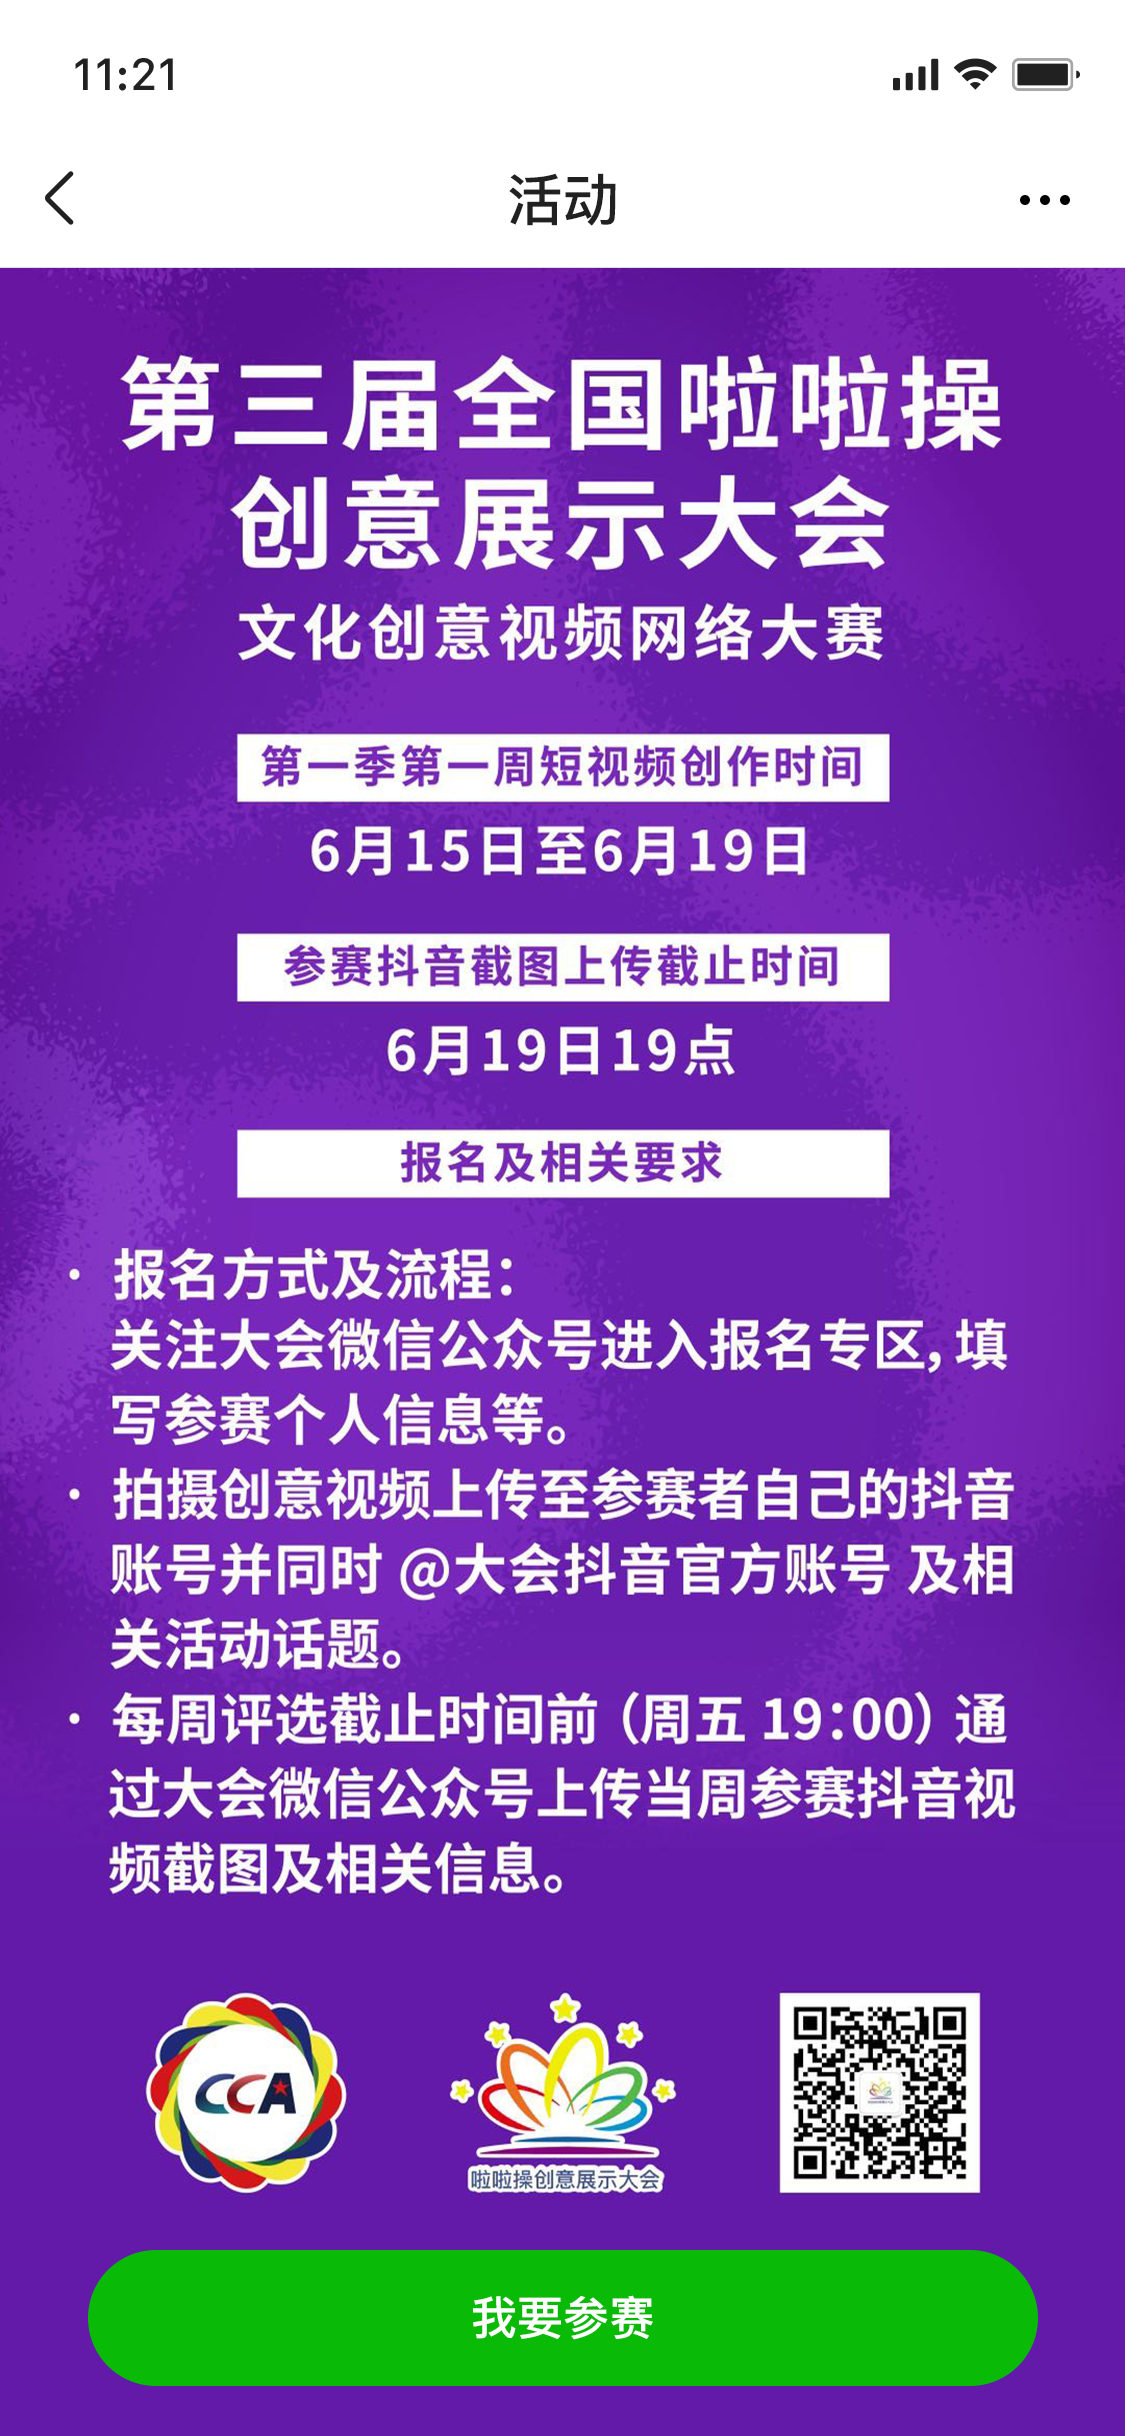 11:21
活动
第三届全国啦啦操
创意展示大会
文化创意视频网络大赛
第一季第一周短视频创作时间
6月15日至6月19日
参赛抖音截图上传截止时间
6月19日19点
报名及相关要求
· 报名方式及流程：
关注大会微信公众号进入报名专区，填
写参赛个人信息等。
· 拍摄创意视频上传至参赛者自己的抖音
账号并同时 @大会抖音官方账号 及相
关活动话题。
· 每周评选截止时间前（周五 19：00）通
过大会微信公众号上传当周参赛抖音视
频截图及相关信息。
CCA
啦啦操创意展示大会
我要参赛